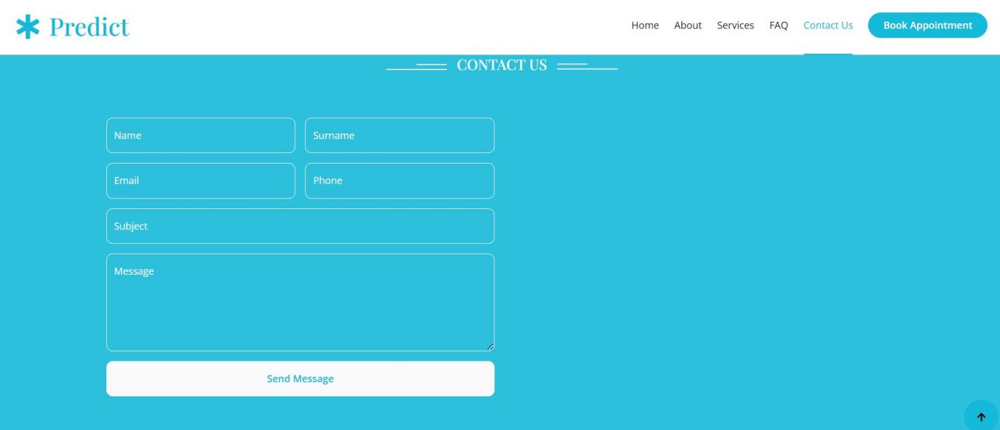 Predict
Home About Services FAQ Contact Us Book Appointment
CONTACT US
Name Surname
Email Phone
Subject
Message
Send Message